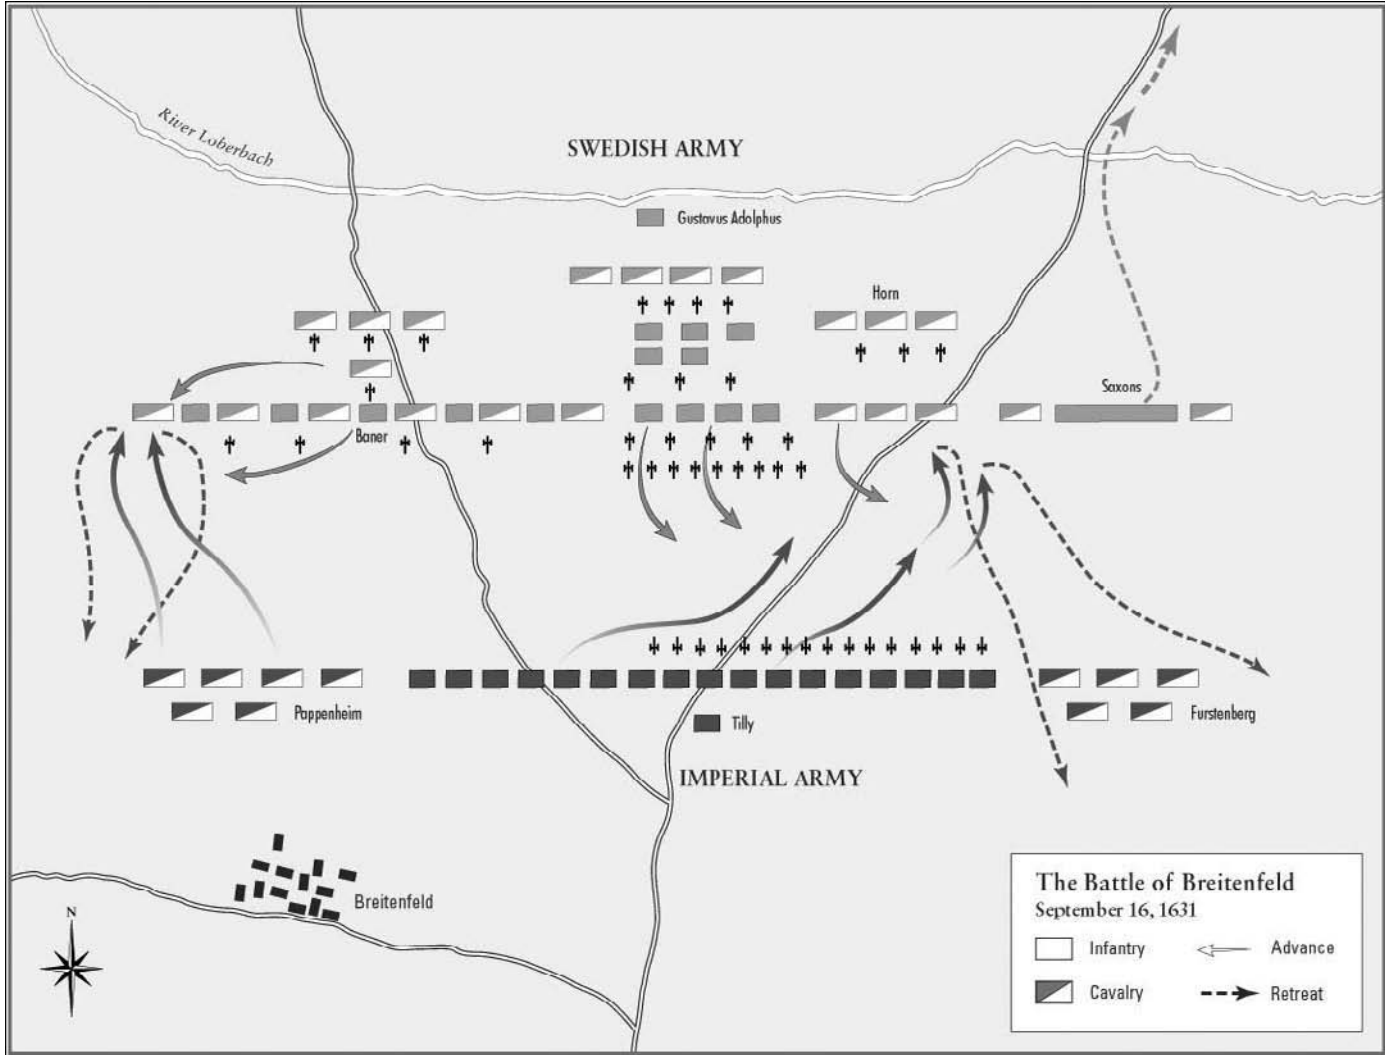 River Loberbach
SWEDISH ARMY
Gustavus Adolphus
Horn
Saxons
Baner
Pappenheim
Tilly
Furstenberg
IMPERIAL ARMY
Breitenfeld
N
The Battle of Breitenfeld
September 16, 1631
Infantry
Advance
Cavalry
Retreat